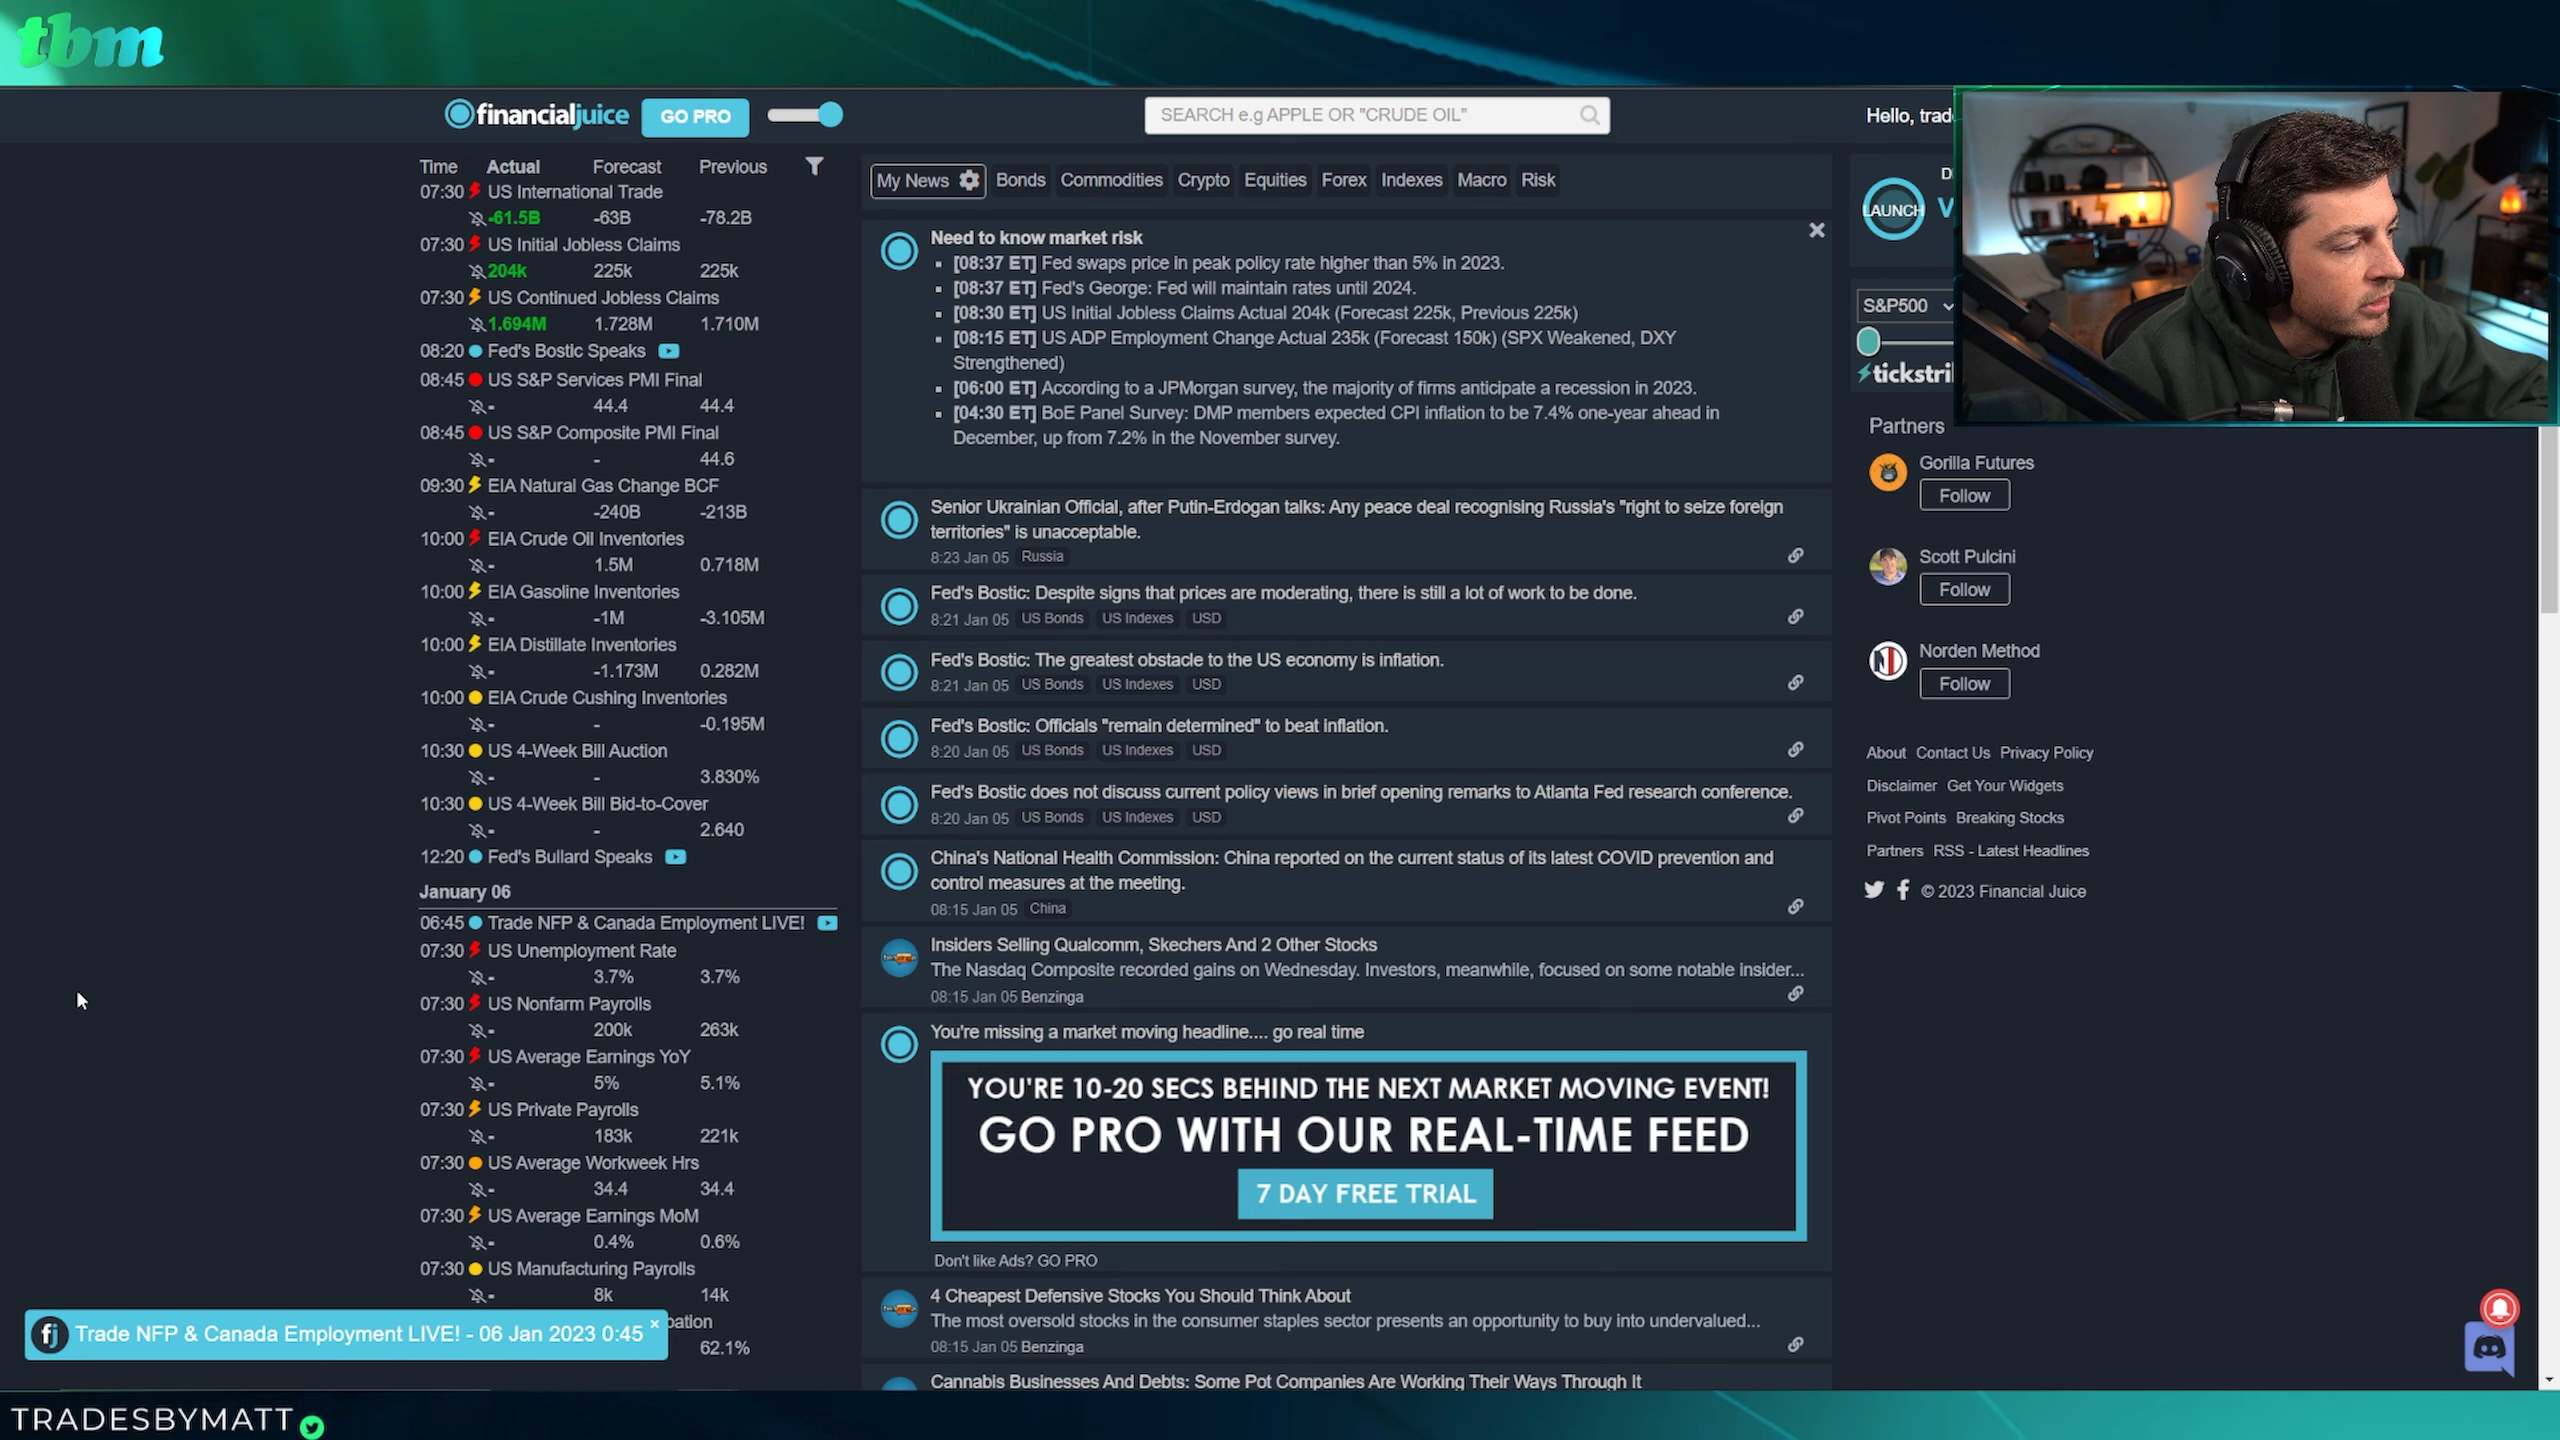 tbm
financialjuice
GO PRO
SEARCH e.g APPLE OR "CRUDE OIL"
Hello, trad
Time Actual Forecast Previous
07:30 US International Trade
-61.5B -63B -78.2B
07:30 US Initial Jobless Claims
204k 225k 225k
07:30 US Continued Jobless Claims
1.694M 1.728M 1.710M
08:20 Fed's Bostic Speaks
08:45 US S&P Services PMI Final
- 44.4 44.4
08:45 US S&P Composite PMI Final
- - 44.6
09:30 EIA Natural Gas Change BCF
- -240B -213B
10:00 EIA Crude Oil Inventories
- 1.5M 0.718M
10:00 EIA Gasoline Inventories
- -1M -3.105M
10:00 EIA Distillate Inventories
- -1.173M 0.282M
10:00 EIA Crude Cushing Inventories
- - -0.195M
10:30 US 4-Week Bill Auction
- - 3.830%
10:30 US 4-Week Bill Bid-to-Cover
- - 2.640
12:20 Fed's Bullard Speaks
January 06
06:45 Trade NFP & Canada Employment LIVE!
07:30 US Unemployment Rate
- 3.7% 3.7%
07:30 US Nonfarm Payrolls
- 200k 263k
07:30 US Average Earnings YoY
- 5% 5.1%
07:30 US Private Payrolls
- 183k 221k
07:30 US Average Workweek Hrs
- 34.4 34.4
07:30 US Average Earnings MoM
- 0.4% 0.6%
07:30 US Manufacturing Payrolls
- 8k 14k
pation
62.1%
fj Trade NFP & Canada Employment LIVE! - 06 Jan 2023 0:45
My News Bonds Commodities Crypto Equities Forex Indexes Macro Risk
Need to know market risk
[08:37 ET] Fed swaps price in peak policy rate higher than 5% in 2023.
[08:37 ET] Fed's George: Fed will maintain rates until 2024.
[08:30 ET] US Initial Jobless Claims Actual 204k (Forecast 225k, Previous 225k)
[08:15 ET] US ADP Employment Change Actual 235k (Forecast 150k) (SPX Weakened, DXY
Strengthened)
[06:00 ET] According to a JPMorgan survey, the majority of firms anticipate a recession in 2023.
[04:30 ET] BoE Panel Survey: DMP members expected CPI inflation to be 7.4% one-year ahead in
December, up from 7.2% in the November survey.
Senior Ukrainian Official, after Putin-Erdogan talks: Any peace deal recognising Russia's "right to seize foreign
territories" is unacceptable.
8:23 Jan 05 Russia
Fed's Bostic: Despite signs that prices are moderating, there is still a lot of work to be done.
8:21 Jan 05 US Bonds US Indexes USD
Fed's Bostic: The greatest obstacle to the US economy is inflation.
8:21 Jan 05 US Bonds US Indexes USD
Fed's Bostic: Officials "remain determined" to beat inflation.
8:20 Jan 05 US Bonds US Indexes USD
Fed's Bostic does not discuss current policy views in brief opening remarks to Atlanta Fed research conference.
8:20 Jan 05 US Bonds US Indexes USD
China's National Health Commission: China reported on the current status of its latest COVID prevention and
control measures at the meeting.
08:15 Jan 05 China
Insiders Selling Qualcomm, Skechers And 2 Other Stocks
The Nasdaq Composite recorded gains on Wednesday. Investors, meanwhile, focused on some notable insider...
08:15 Jan 05 Benzinga
You're missing a market moving headline.... go real time
YOU'RE 10-20 SECS BEHIND THE NEXT MARKET MOVING EVENT!
GO PRO WITH OUR REAL-TIME FEED
7 DAY FREE TRIAL
Don't like Ads? GO PRO
4 Cheapest Defensive Stocks You Should Think About
The most oversold stocks in the consumer staples sector presents an opportunity to buy into undervalued...
08:15 Jan 05 Benzinga
Cannabis Businesses And Debts: Some Pot Companies Are Working Their Ways Through It
D
LAUNCH V
S&P500
tickstri
Partners
Gorilla Futures
Follow
Scott Pulcini
Follow
Norden Method
Follow
About Contact Us Privacy Policy
Disclaimer Get Your Widgets
Pivot Points Breaking Stocks
Partners RSS - Latest Headlines
© 2023 Financial Juice
TRADESBYMATT